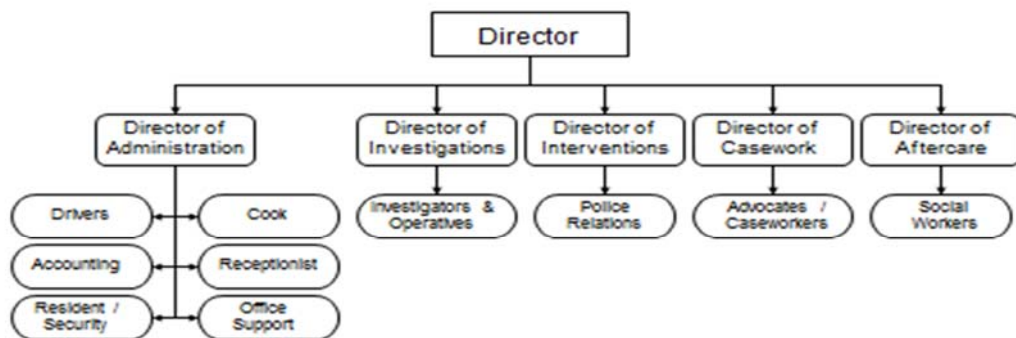 Director
Director of
Administration
Director of
Investigations
Director of
Interventions
Director of
Casework
Director of
Aftercare
Drivers
Cook
Investigators &
Operatives
Police
Relations
Advocates /
Caseworkers
Social
Workers
Accounting
Receptionist
Resident /
Security
Office
Support